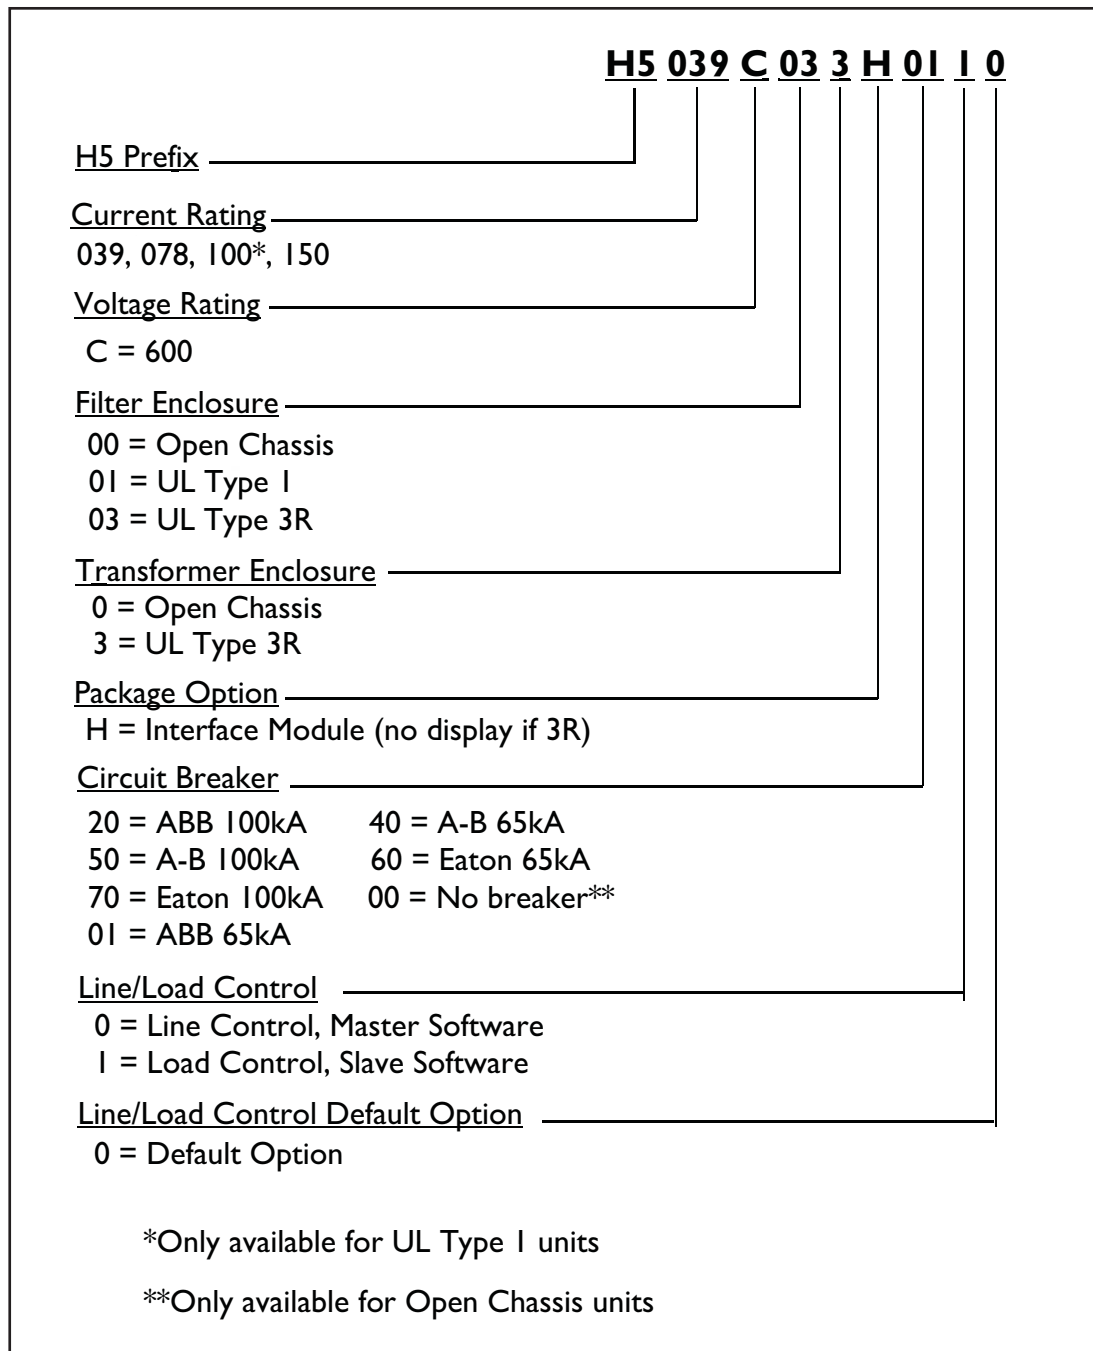 H5 039 C 03 3 H 01 1 0
H5 Prefix
Current Rating
039, 078, 100*, 150
Voltage Rating
C = 600
Filter Enclosure
00 = Open Chassis
01 = UL Type 1
03 = UL Type 3R
Transformer Enclosure
0 = Open Chassis
3 = UL Type 3R
Package Option
H = Interface Module (no display if 3R)
Circuit Breaker
20 = ABB 100kA 40 = A-B 65kA
50 = A-B 100kA 60 = Eaton 65kA
70 = Eaton 100kA 00 = No breaker**
01 = ABB 65kA
Line/Load Control
0 = Line Control, Master Software
1 = Load Control, Slave Software
Line/Load Control Default Option
0 = Default Option
*Only available for UL Type 1 units
**Only available for Open Chassis units